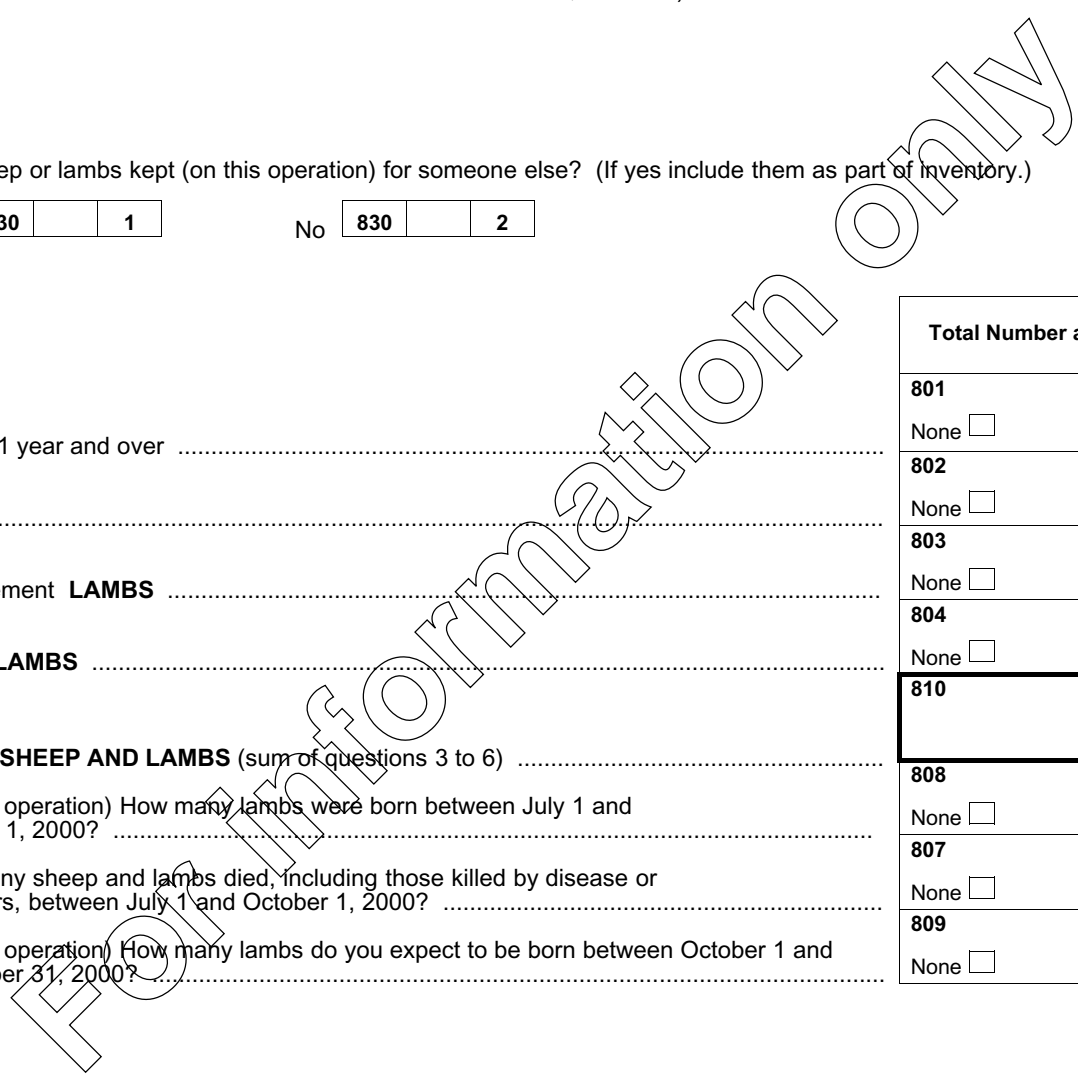 ep or lambs kept (on this operation) for someone else? (If yes include them as part of inventory.)
30 1 No 830 2
Total Number a
801
1 year and over ........ None
802
None
803
ement LAMBS ........ None
804
LAMBS ........ None
810
SHEEP AND LAMBS (sum of questions 3 to 6) ........
808
operation) How many lambs were born between July 1 and
1, 2000? ........ None
807
ny sheep and lambs died, including those killed by disease or
rs, between July 1 and October 1, 2000? ........ None
809
operation) How many lambs do you expect to be born between October 1 and
ber 31, 2000? ........ None
For information only